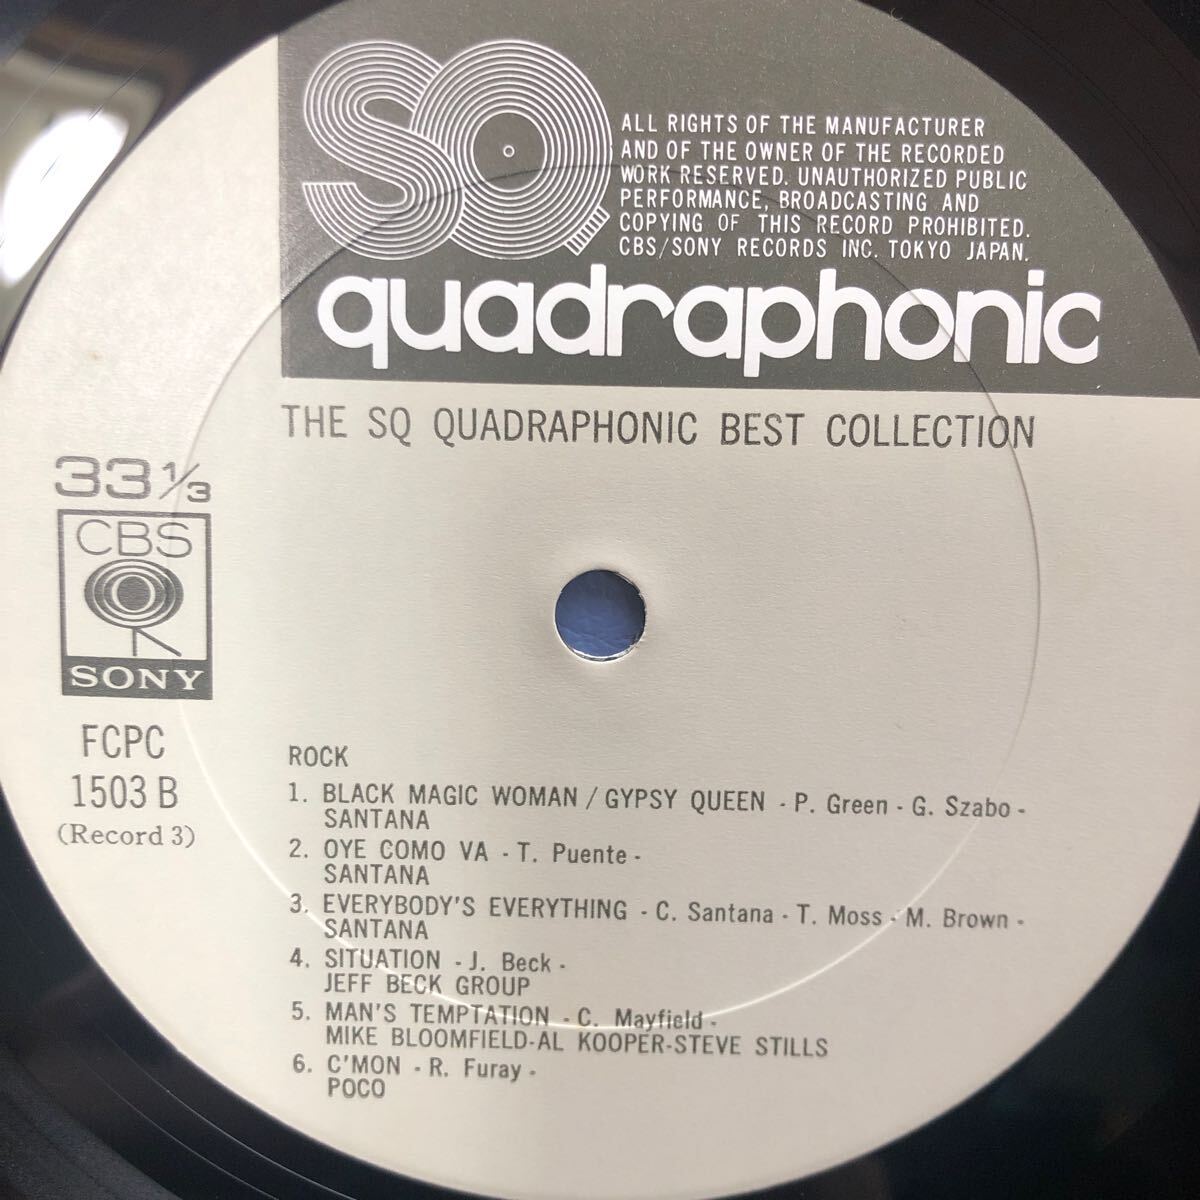 SQ
ALL RIGHTS OF THE MANUFACTURER
AND OF THE OWNER OF THE RECORDED
WORK RESERVED. UNAUTHORIZED PUBLIC
PERFORMANCE, BROADCASTING AND
COPYING OF THIS RECORD PROHIBITED.
CBS/SONY RECORDS INC. TOKYO JAPAN.
quadraphonic
THE SQ QUADRAPHONIC BEST COLLECTION
33 1/3
CBS
SONY
FCPC
1503 B
(Record 3)
ROCK
1. BLACK MAGIC WOMAN / GYPSY QUEEN - P. Green - G. Szabo -
SANTANA
2. OYE COMO VA - T. Puente -
SANTANA
3. EVERYBODY'S EVERYTHING - C. Santana - T. Moss - M. Brown -
SANTANA
4. SITUATION - J. Beck -
JEFF BECK GROUP
5. MAN'S TEMPTATION - C. Mayfield -
MIKE BLOOMFIELD-AL KOOPER-STEVE STILLS
6. C'MON - R. Furay -
POCO